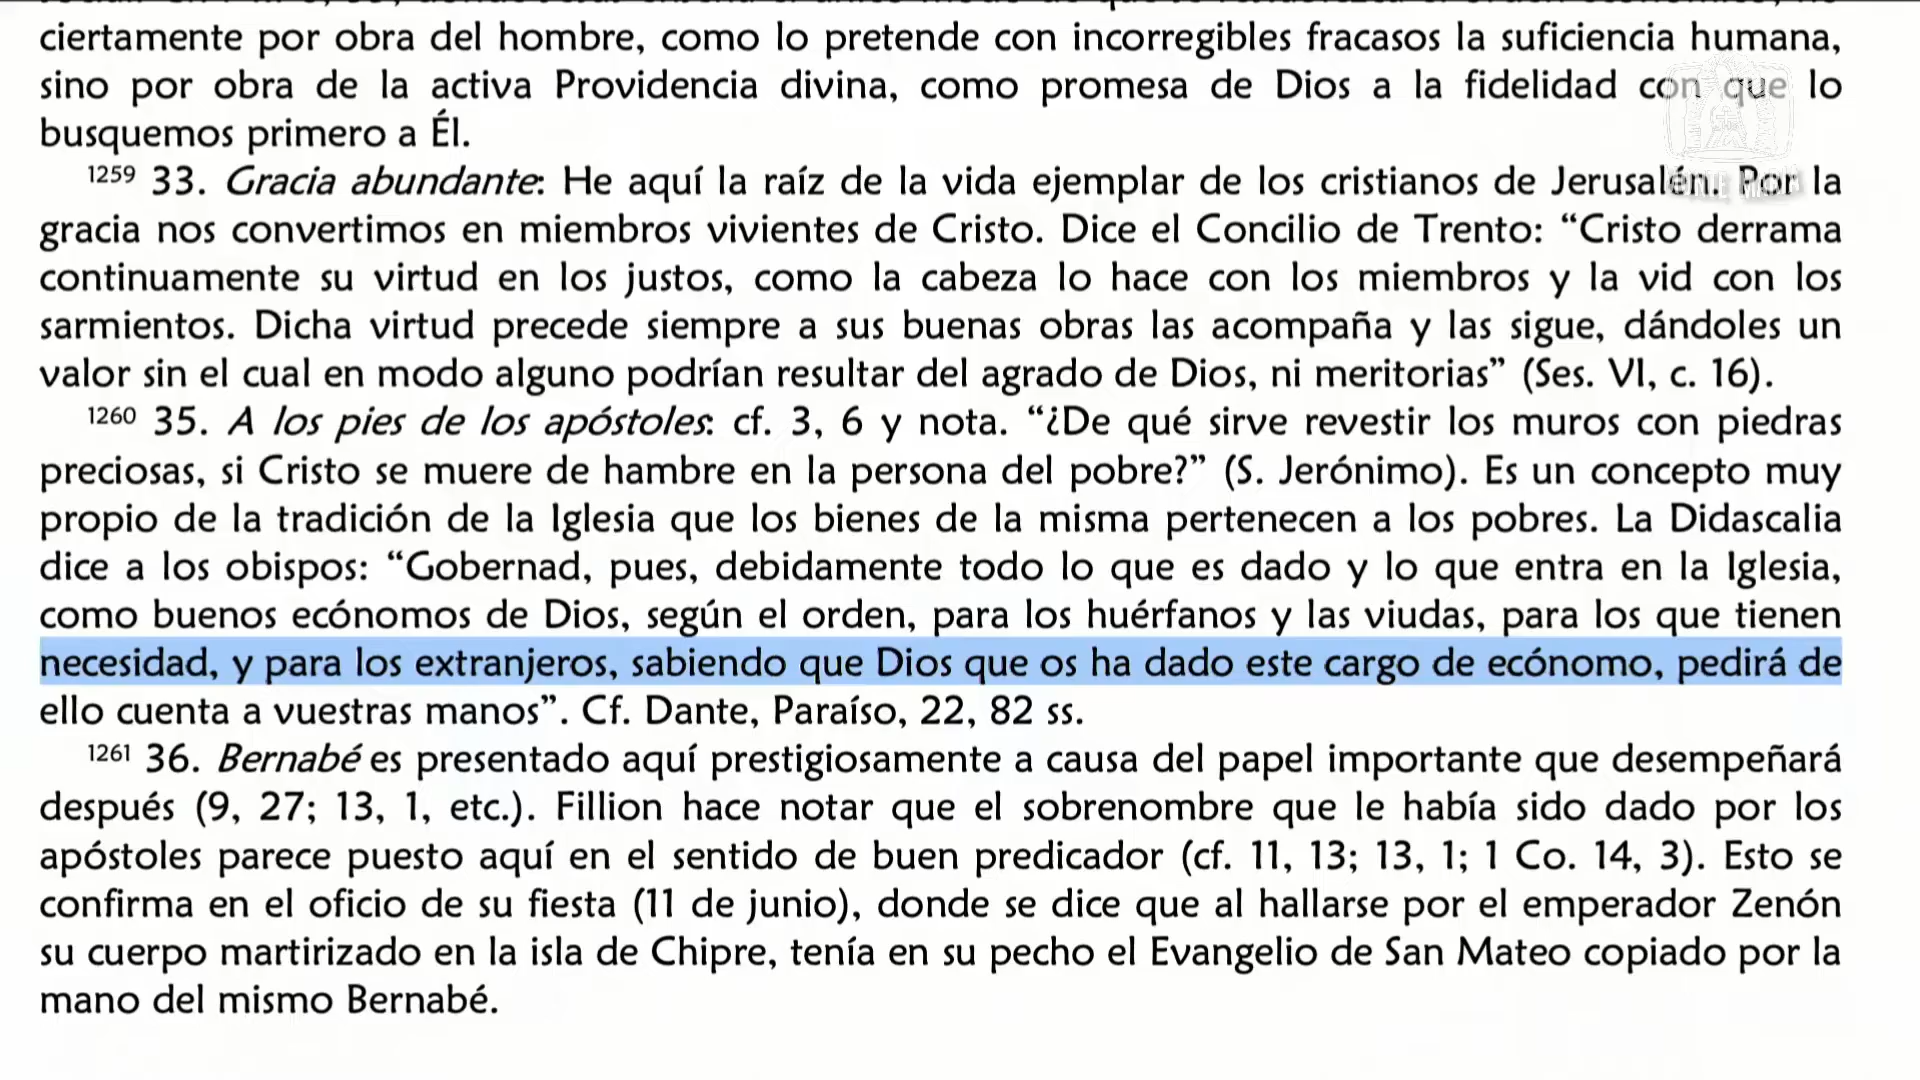 ciertamente por obra del hombre, como lo pretende con incorregibles fracasos la suficiencia humana,
sino por obra de la activa Providencia divina, como promesa de Dios a la fidelidad con que lo
busquemos primero a Él.
1259 33. Gracia abundante: He aquí la raíz de la vida ejemplar de los cristianos de Jerusalén. Por la
gracia nos convertimos en miembros vivientes de Cristo. Dice el Concilio de Trento: “Cristo derrama
continuamente su virtud en los justos, como la cabeza lo hace con los miembros y la vid con los
sarmientos. Dicha virtud precede siempre a sus buenas obras las acompaña y las sigue, dándoles un
valor sin el cual en modo alguno podrían resultar del agrado de Dios, ni meritorias” (Ses. VI, c. 16).
1260 35. A los pies de los apóstoles: cf. 3, 6 y nota. “¿De qué sirve revestir los muros con piedras
preciosas, si Cristo se muere de hambre en la persona del pobre?” (S. Jerónimo). Es un concepto muy
propio de la tradición de la Iglesia que los bienes de la misma pertenecen a los pobres. La Didascalia
dice a los obispos: “Gobernad, pues, debidamente todo lo que es dado y lo que entra en la Iglesia,
como buenos ecónomos de Dios, según el orden, para los huérfanos y las viudas, para los que tienen
necesidad, y para los extranjeros, sabiendo que Dios que os ha dado este cargo de ecónomo, pedirá de
ello cuenta a vuestras manos”. Cf. Dante, Paraíso, 22, 82 ss.
1261 36. Bernabé es presentado aquí prestigiosamente a causa del papel importante que desempeñará
después (9, 27; 13, 1, etc.). Fillion hace notar que el sobrenombre que le había sido dado por los
apóstoles parece puesto aquí en el sentido de buen predicador (cf. 11, 13; 13, 1; 1 Co. 14, 3). Esto se
confirma en el oficio de su fiesta (11 de junio), donde se dice que al hallarse por el emperador Zenón
su cuerpo martirizado en la isla de Chipre, tenía en su pecho el Evangelio de San Mateo copiado por la
mano del mismo Bernabé.